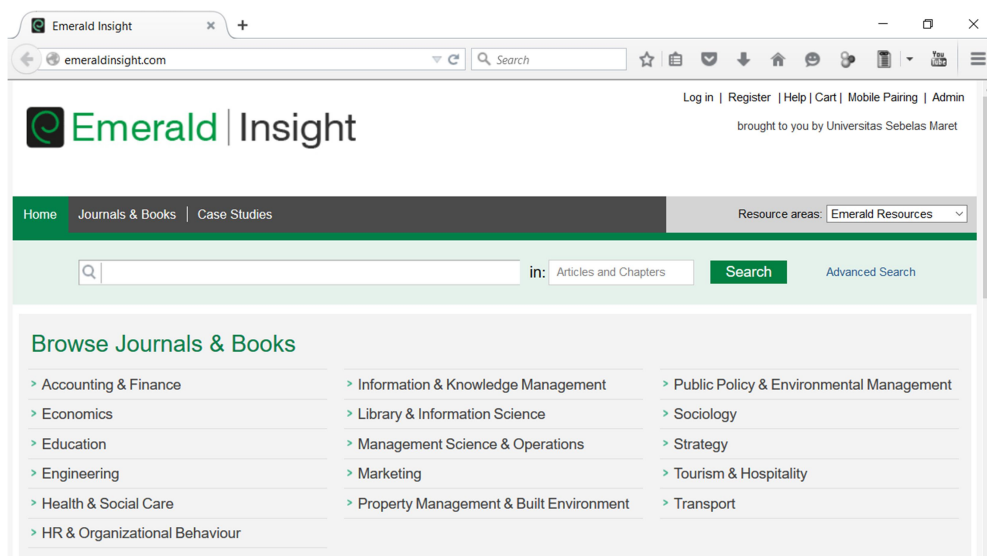 Emerald Insight
emeraldinsight.com
Search
You Tube
Log in | Register | Help | Cart | Mobile Pairing | Admin
Emerald | Insight
brought to you by Universitas Sebelas Maret
Home Journals & Books | Case Studies
Resource areas: Emerald Resources
in: Articles and Chapters Search Advanced Search
Browse Journals & Books
> Accounting & Finance
> Economics
> Education
> Engineering
> Health & Social Care
> HR & Organizational Behaviour
> Information & Knowledge Management
> Library & Information Science
> Management Science & Operations
> Marketing
> Property Management & Built Environment
> Public Policy & Environmental Management
> Sociology
> Strategy
> Tourism & Hospitality
> Transport